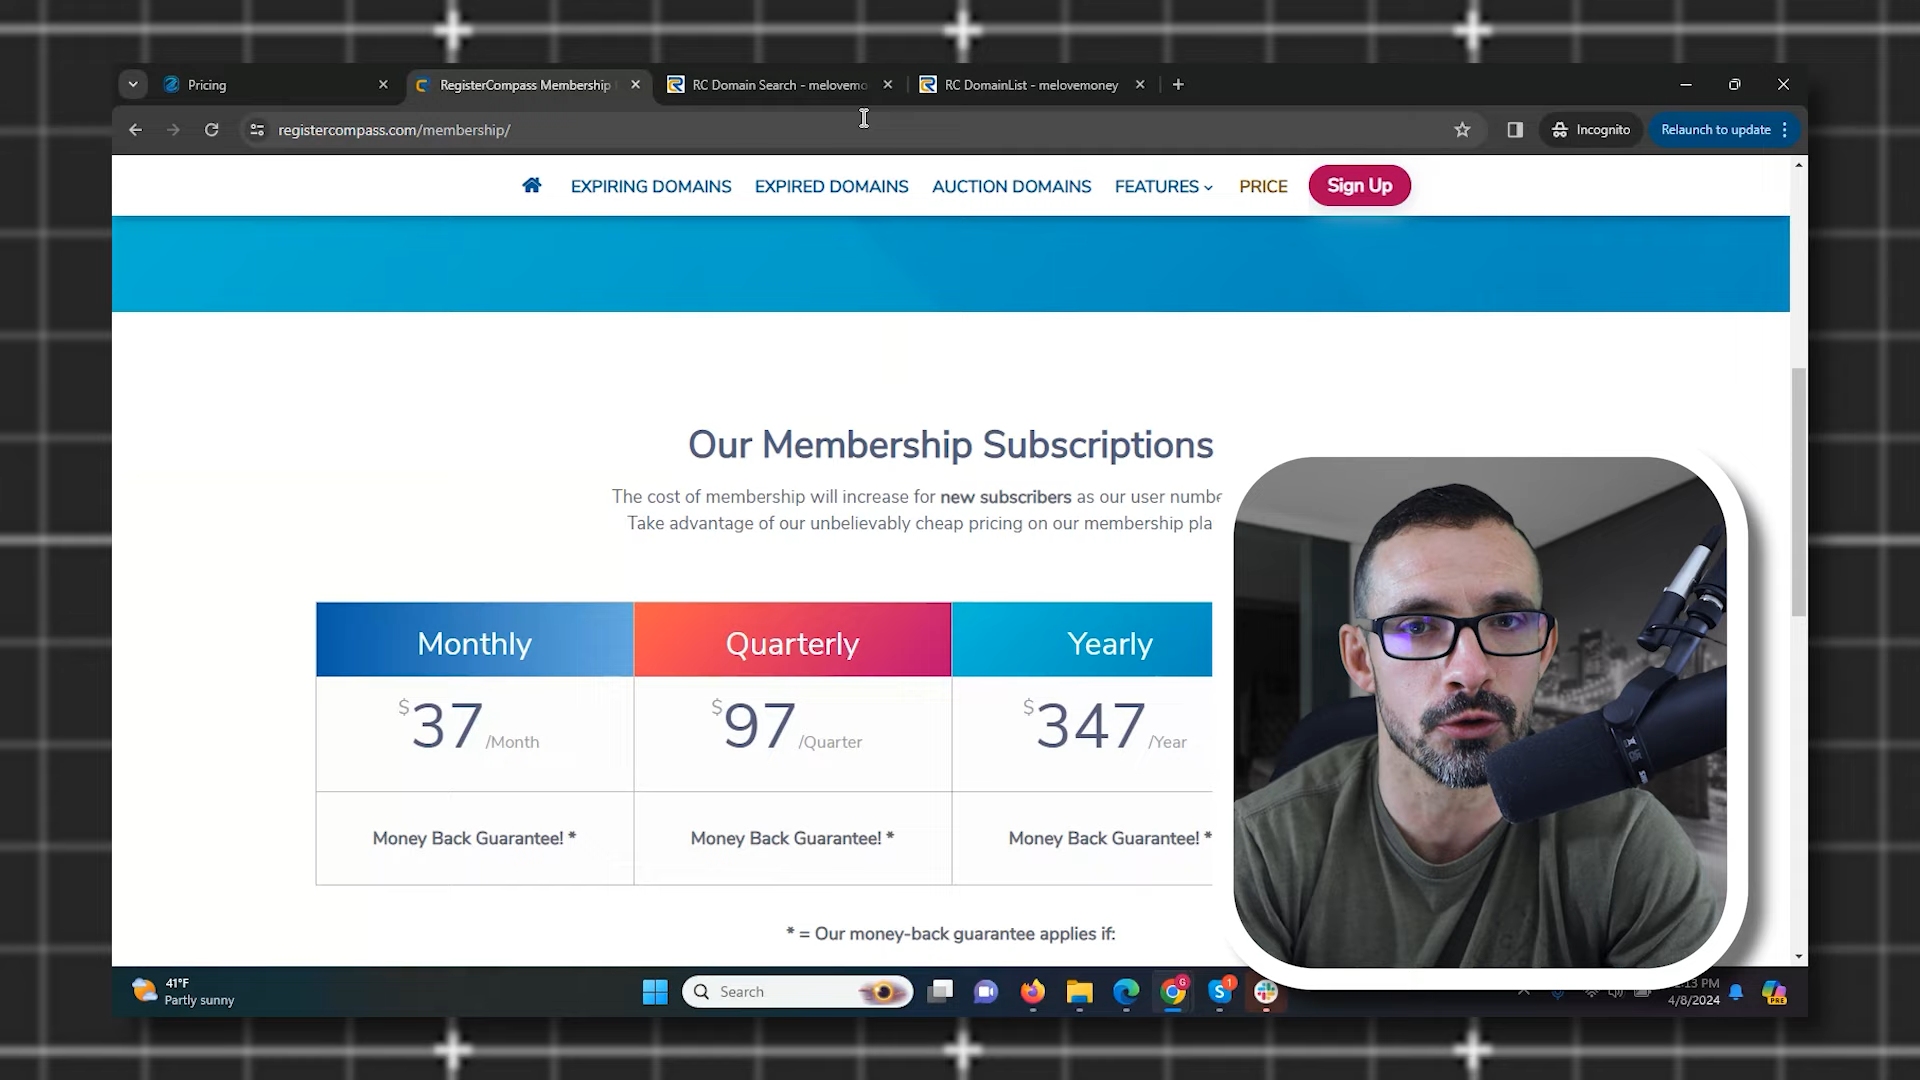 Pricing
RegisterCompass Membership
RC Domain Search - melovemo
RC DomainList - melovemoney
registercompass.com/membership/
Incognito
Relaunch to update
EXPIRING DOMAINS
EXPIRED DOMAINS
AUCTION DOMAINS
FEATURES
PRICE
Sign Up
Our Membership Subscriptions
The cost of membership will increase for new subscribers as our user numbe
Take advantage of our unbelievably cheap pricing on our membership pla
Monthly
Quarterly
Yearly
$37 /Month
$97 /Quarter
$347 /Year
Money Back Guarantee! *
Money Back Guarantee! *
Money Back Guarantee! *
* = Our money-back guarantee applies if:
41°F
Partly sunny
Search
:13 PM
4/8/2024